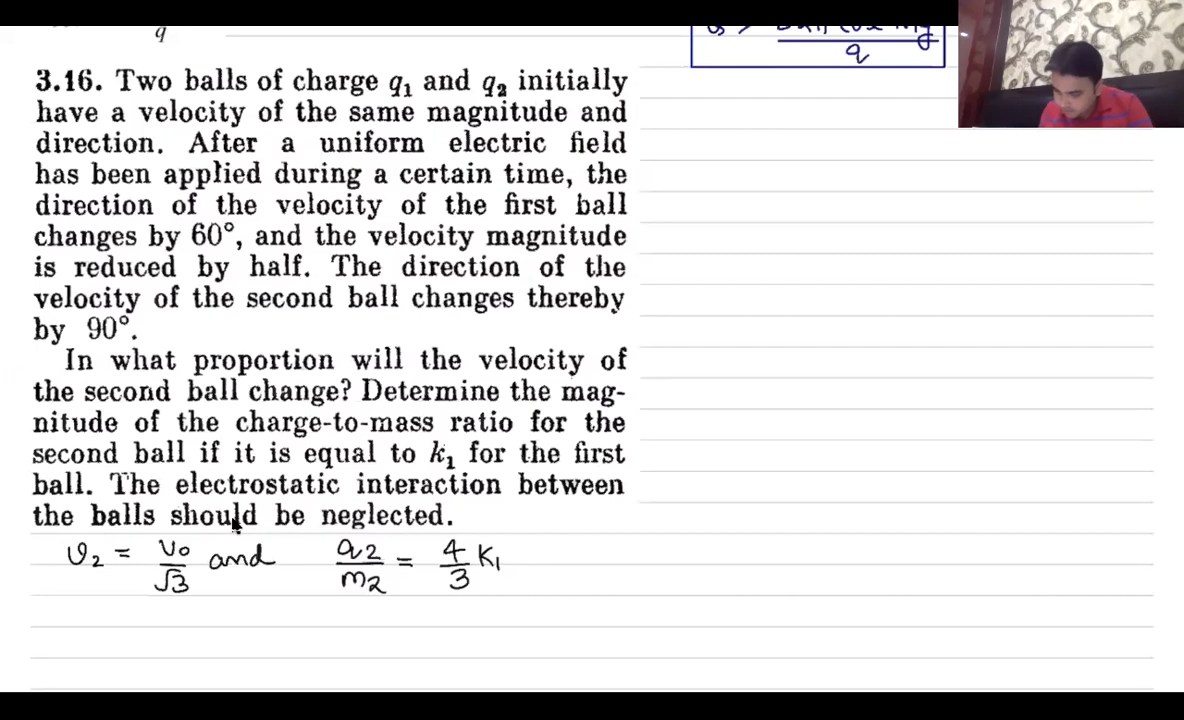 q
q
3.16. Two balls of charge q₁ and q₂ initially
have a velocity of the same magnitude and
direction. After a uniform electric field
has been applied during a certain time, the
direction of the velocity of the first ball
changes by 60°, and the velocity magnitude
is reduced by half. The direction of the
velocity of the second ball changes thereby
by 90°.
In what proportion will the velocity of
the second ball change? Determine the mag-
nitude of the charge-to-mass ratio for the
second ball if it is equal to k₁ for the first
ball. The electrostatic interaction between
the balls should be neglected.
v₂ = v₀/√3 and q₂/m₂ = 4/3 K₁